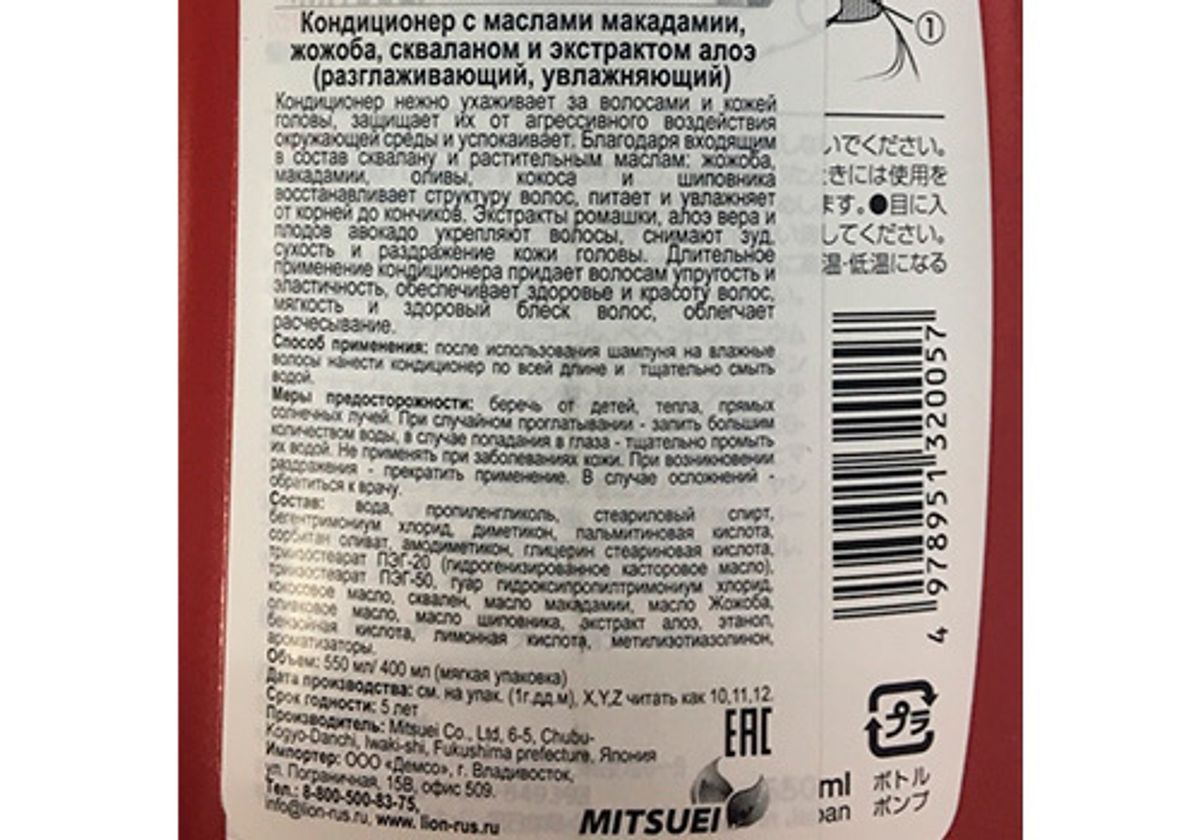 Кондиционер с маслами макадамии,
жожоба, скваланом и экстрактом алоэ
(разглаживающий, увлажняющий)
Кондиционер нежно ухаживает за волосами и кожей
головы, защищает их от агрессивного воздействия
окружающей среды и успокаивает. Благодаря входящим
в состав сквалану и растительным маслам: жожоба,
макадамии, оливы, кокоса и шиповника
восстанавливает структуру волос, питает и увлажняет
от корней до кончиков. Экстракты ромашки, алоэ вера и
плодов авокадо укрепляют волосы, снимают зуд,
сухость и раздражение кожи головы. Длительное
применение кондиционера придает волосам упругость и
эластичность, обеспечивает здоровье и красоту волос,
мягкость и здоровый блеск волос, облегчает
расчесывание.
Способ применения: после использования шампуня на влажные
волосы нанести кондиционер по всей длине и тщательно смыть
водой.
Меры предосторожности: беречь от детей, тепла, прямых
солнечных лучей. При случайном проглатывании - запить большим
количеством воды, в случае попадания в глаза - тщательно промыть
их водой. Не применять при заболеваниях кожи. При возникновении
раздражения - прекратить применение. В случае осложнений -
обратиться к врачу.
Состав: вода, пропиленгликоль, стеариловый спирт,
бегентримониум хлорид, диметикон, пальмитиновая кислота,
сорбитан оливат, амодиметикон, глицерин стеариновая кислота,
триизостеарат ПЭГ-20 (гидрогенизированное касторовое масло),
триизостеарат ПЭГ-50, гуар гидроксипропилтримониум хлорид,
кокосовое масло, сквален, масло макадамии, масло Жожоба,
оливковое масло, масло шиповника, экстракт алоэ, этанол,
бензойная кислота, лимонная кислота, метилизотиазолинон,
ароматизаторы.
Объем: 550 мл/ 400 мл (мягкая упаковка)
Дата производства: см. на упак. (1г.дд.м), X,Y,Z читать как 10,11,12.
Срок годности: 5 лет
Производитель: Mitsuei Co., Ltd, 6-5, Chubu-
Kogyo-Danchi, Iwaki-shi, Fukushima prefecture, Япония
Импортер: ООО «Демсо», г. Владивосток,
ул. Пограничная, 15В, офис 509.
Тел.: 8-800-500-83-75,
info@lion-rus.ru, www. lion-rus.ru
EAC
MITSUEI
①
いでください。
きには使用を
ます。●目に入
してください。
温・低温になる
4 978951 320057
プラ
ml
ボトル
ポンプ